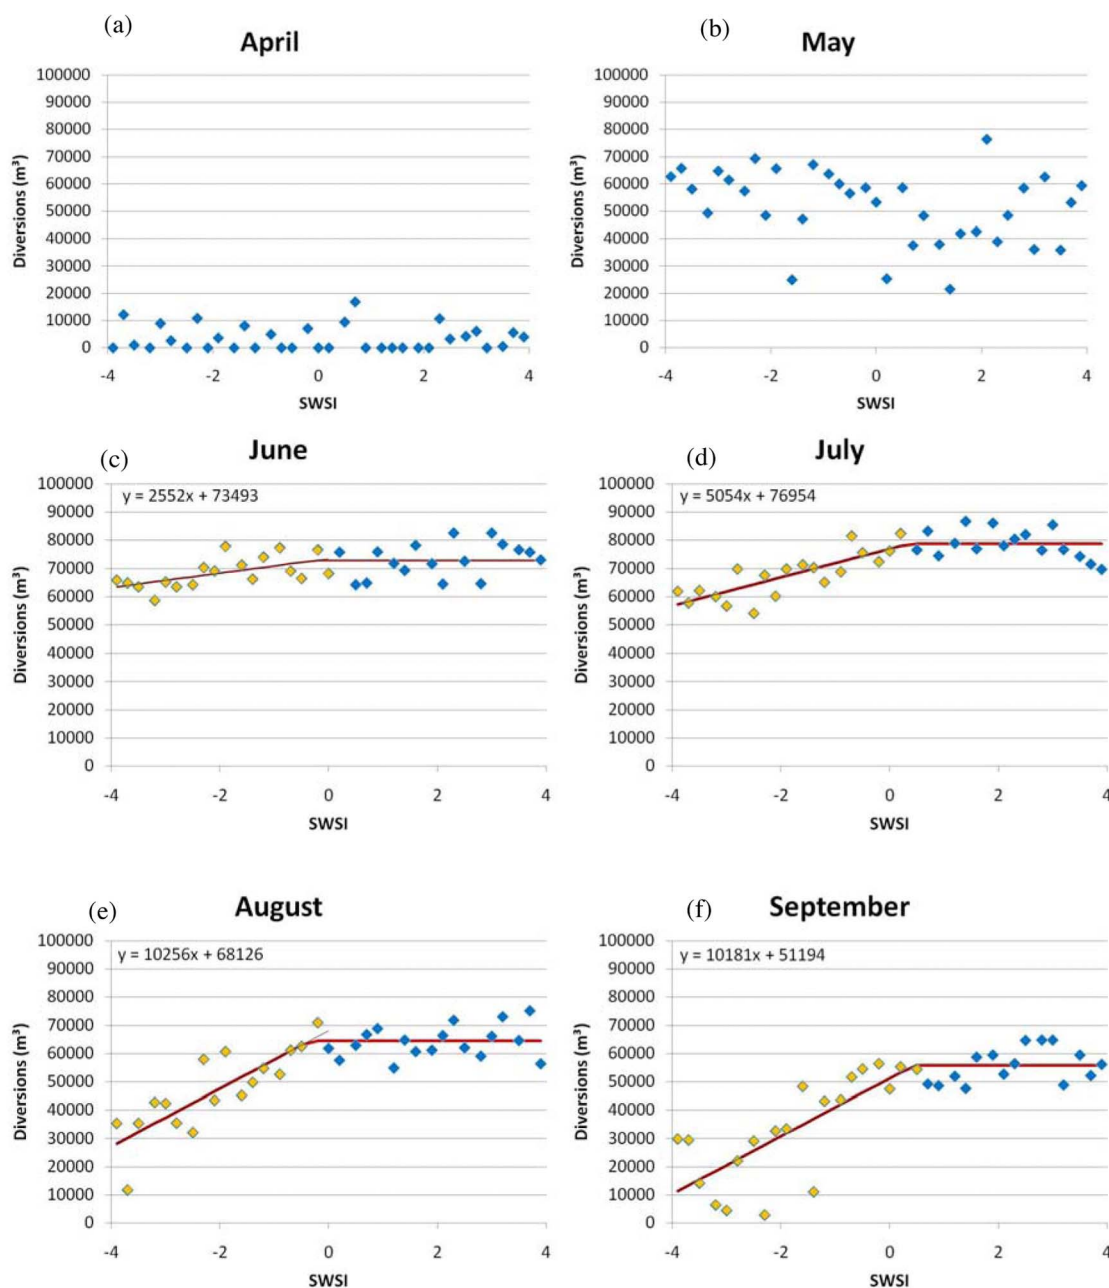 (a)
April
100000
90000
80000
70000
60000
50000
40000
30000
20000
10000
0
Diversions (m³)
-4 -2 0 2 4
SWSI
(b)
May
100000
90000
80000
70000
60000
50000
40000
30000
20000
10000
0
Diversions (m³)
-4 -2 0 2 4
SWSI
(c)
June
y = 2552x + 73493
100000
90000
80000
70000
60000
50000
40000
30000
20000
10000
0
Diversions (m³)
-4 -2 0 2 4
SWSI
(d)
July
y = 5054x + 76954
100000
90000
80000
70000
60000
50000
40000
30000
20000
10000
0
Diversions (m³)
-4 -2 0 2 4
SWSI
(e)
August
y = 10256x + 68126
100000
90000
80000
70000
60000
50000
40000
30000
20000
10000
0
Diversions (m³)
-4 -2 0 2 4
SWSI
(f)
September
y = 10181x + 51194
100000
90000
80000
70000
60000
50000
40000
30000
20000
10000
0
Diversions (m³)
-4 -2 0 2 4
SWSI